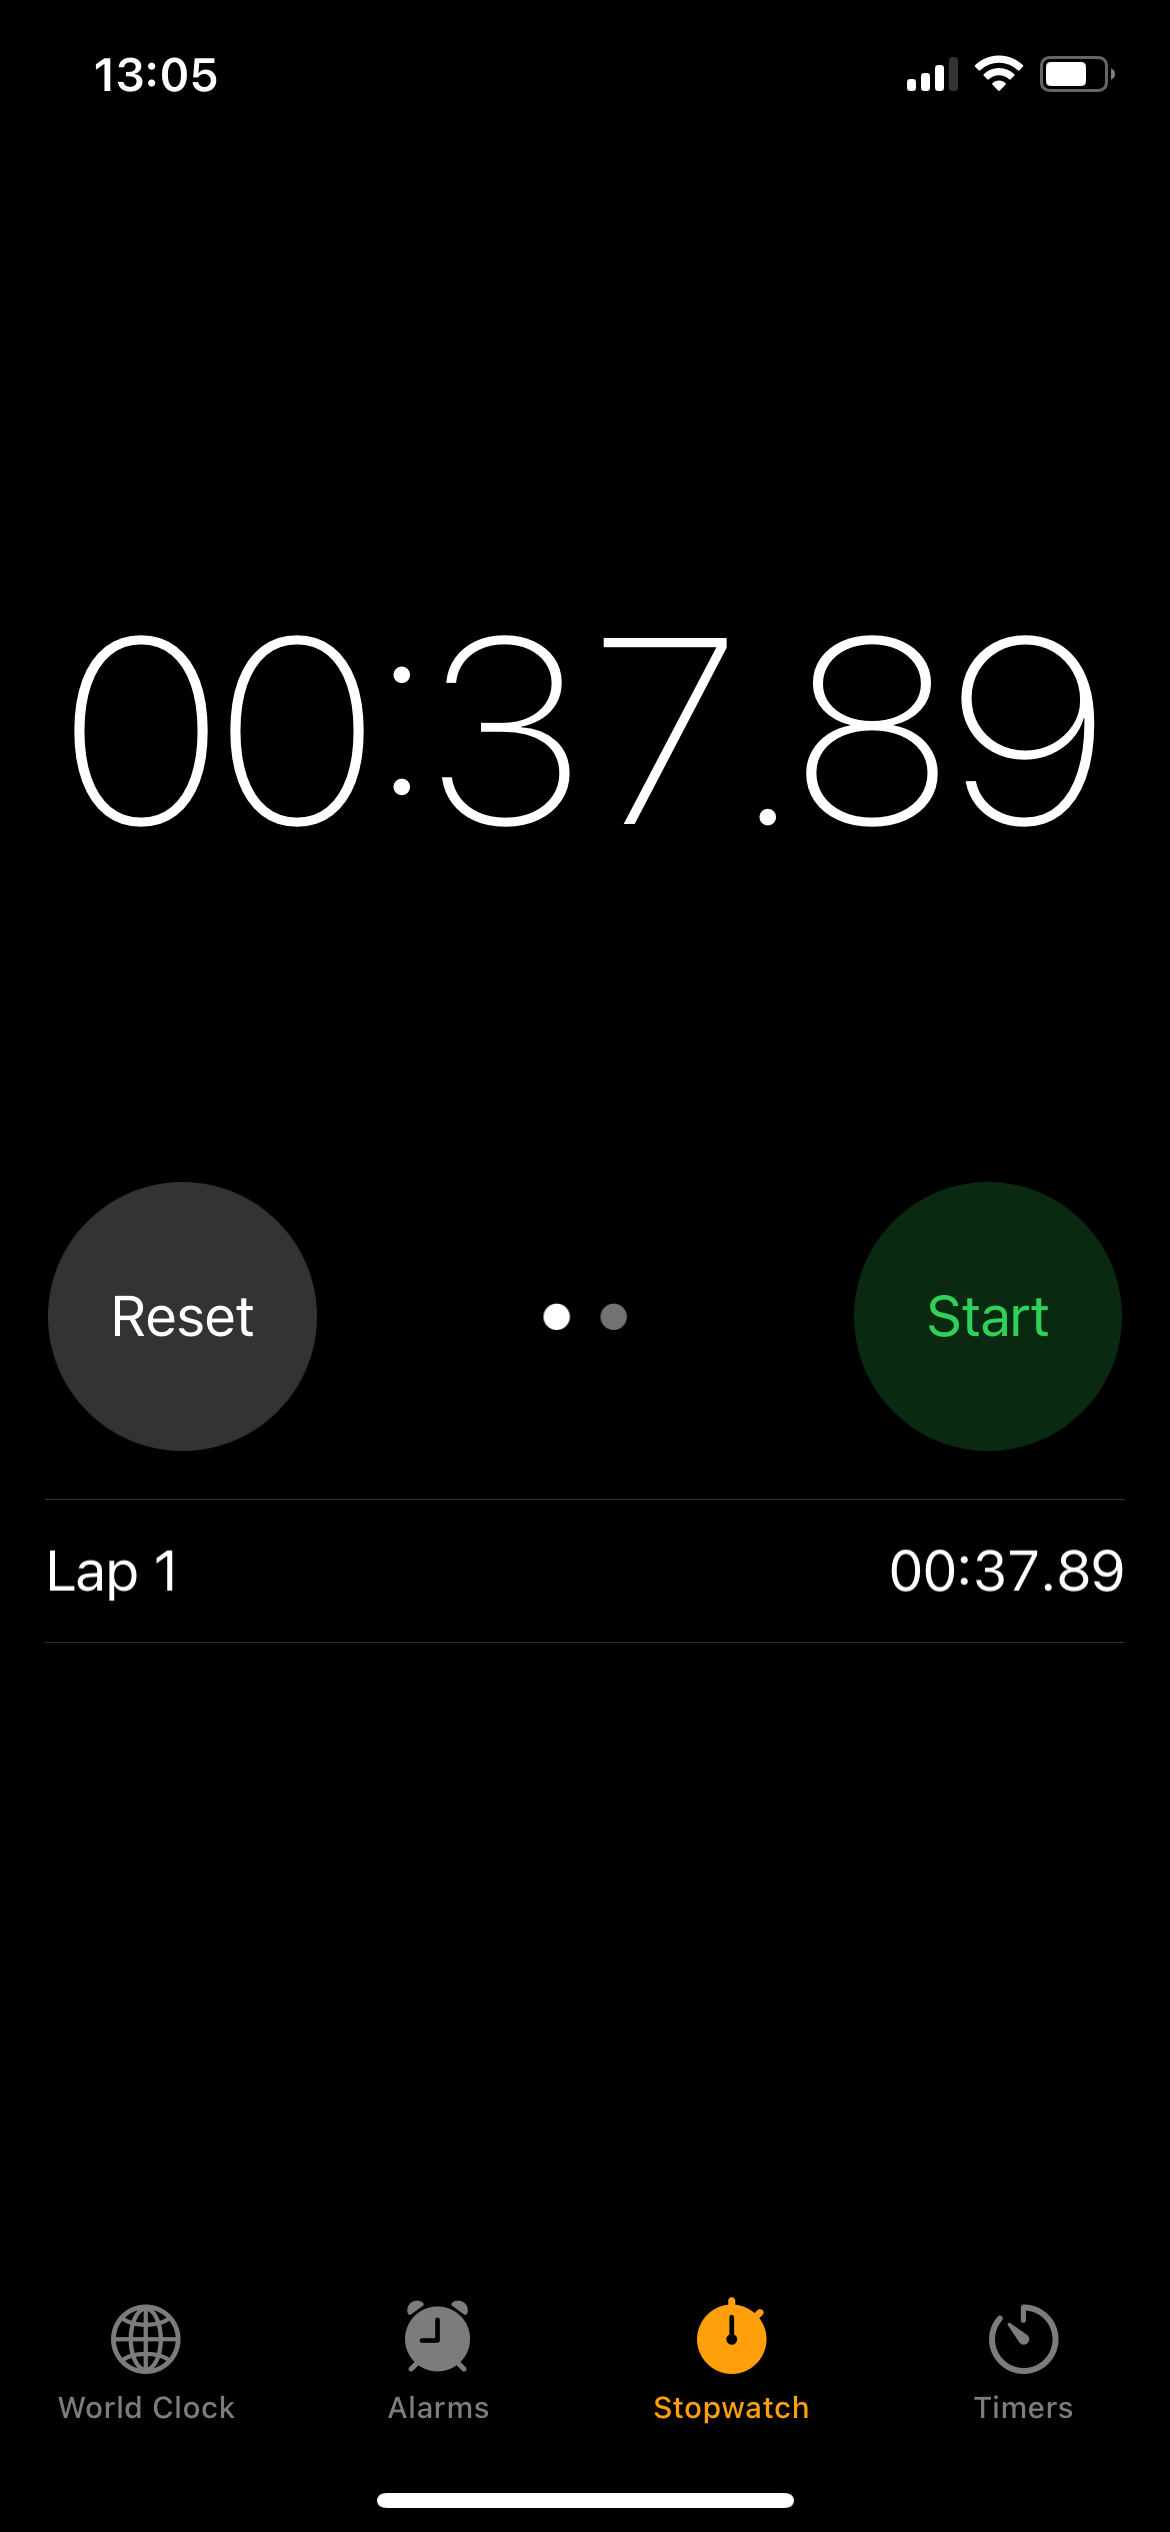 13:05
00:37.89
Reset Start
Lap 1 00:37.89
World Clock Alarms Stopwatch Timers